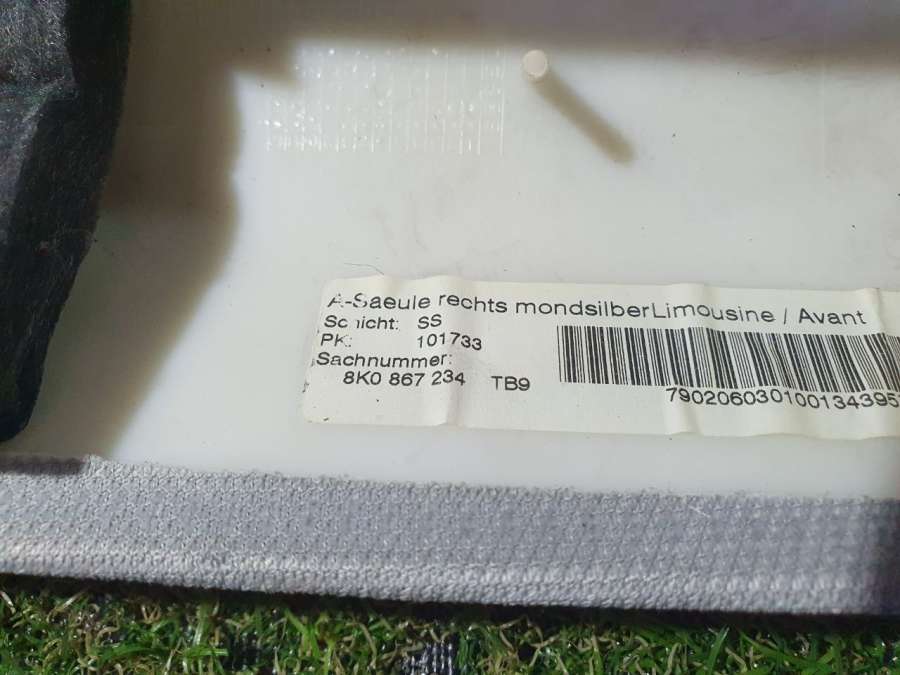 A-Saeule rechts mondsilberLimousine / Avant
Schicht: SS
PK: 101733
Sachnummer:
8K0 867 234 TB9